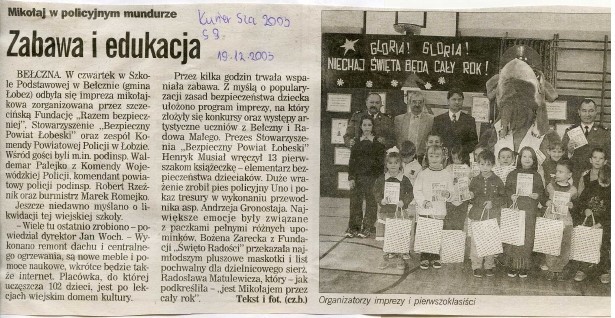 Mikołaj w policyjnym mundurze
Kurier Szcz 2005
S 9.
19.12.2005
Zabawa i edukacja
BEŁCZNA. W czwartek w Szko-
le Podstawowej w Bełcznie (gmina
Łobez) odbyła się impreza mikołaj-
kowa zorganizowana przez szcze-
cińską Fundację „Razem bezpiecz-
niej”, Stowarzyszenie „Bezpieczny
Powiat Łobeski” oraz zespół Ko-
mendy Powiatowej Policji w Łobzie.
Wśród gości byli m.in. podinsp. Wal-
demar Palejko z Komendy Woje-
wódzkiej Policji, komendant powia-
towy policji podinsp. Robert Rzeź-
nik oraz burmistrz Marek Romejko.
Jeszcze niedawno myślano o li-
kwidacji tej wiejskiej szkoły.
– Wiele tu ostatnio zrobiono – po-
wiedział dyrektor Jan Woch. – Wy-
konano remont dachu i centralne-
go ogrzewania, są nowe meble i po-
moce naukowe, wkrótce będzie tak-
że internet. Placówka, do której
uczęszcza 102 dzieci, jest po lek-
cjach wiejskim domem kultury.
Przez kilka godzin trwała wspa-
niała zabawa. Z myślą o populary-
zacji zasad bezpieczeństwa dziecka
ułożono program imprezy, na który
złożyły się konkursy oraz występy
artystyczne uczniów z Bełczny i Ra-
dowa Małego. Prezes Stowarzysze-
nia „Bezpieczny Powiat Łobeski”
Henryk Musiał wręczył 13 pierwszo-
kom książeczkę – elementarz bez-
pieczeństwa dzieciaków. Duże wra-
żenie zrobił pies policyjny Uno i po-
kaz tresury w wykonaniu przewod-
nika asp. Andrzeja Gronostaja. Naj-
większe emocje były związane
z paczkami pełnymi różnych upo-
minków. Bożena Zarecka z Funda-
cji „Święto Radości” przekazała naj-
młodszym pluszowe maskotki i list
pochwalny dla dzielnicowego sierż.
Radosława Matulewicza, który – jak
podkreśliła – „jest Mikołajem przez
cały rok”. Tekst i fot. (cz.b.)
GLORIA! GLORIA!
NIECHAJ ŚWIĘTA BĘDĄ CAŁY ROK!
Organizatorzy imprezy i pierwszoklasiści